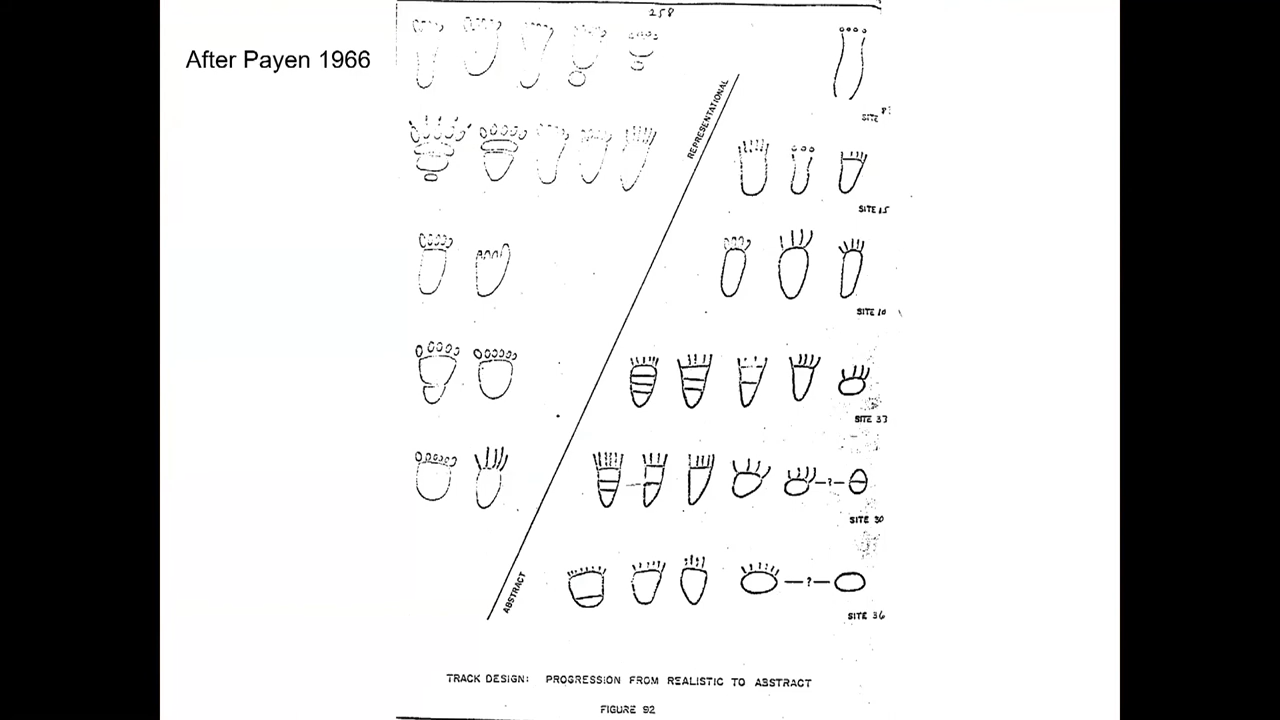 258
After Payen 1966
REPRESENTATIONAL
SITE
SITE 15
SITE 10
SITE 33
-?-
SITE 30
ABSTRACT
-?-
SITE 36
TRACK DESIGN: PROGRESSION FROM REALISTIC TO ABSTRACT
FIGURE 92